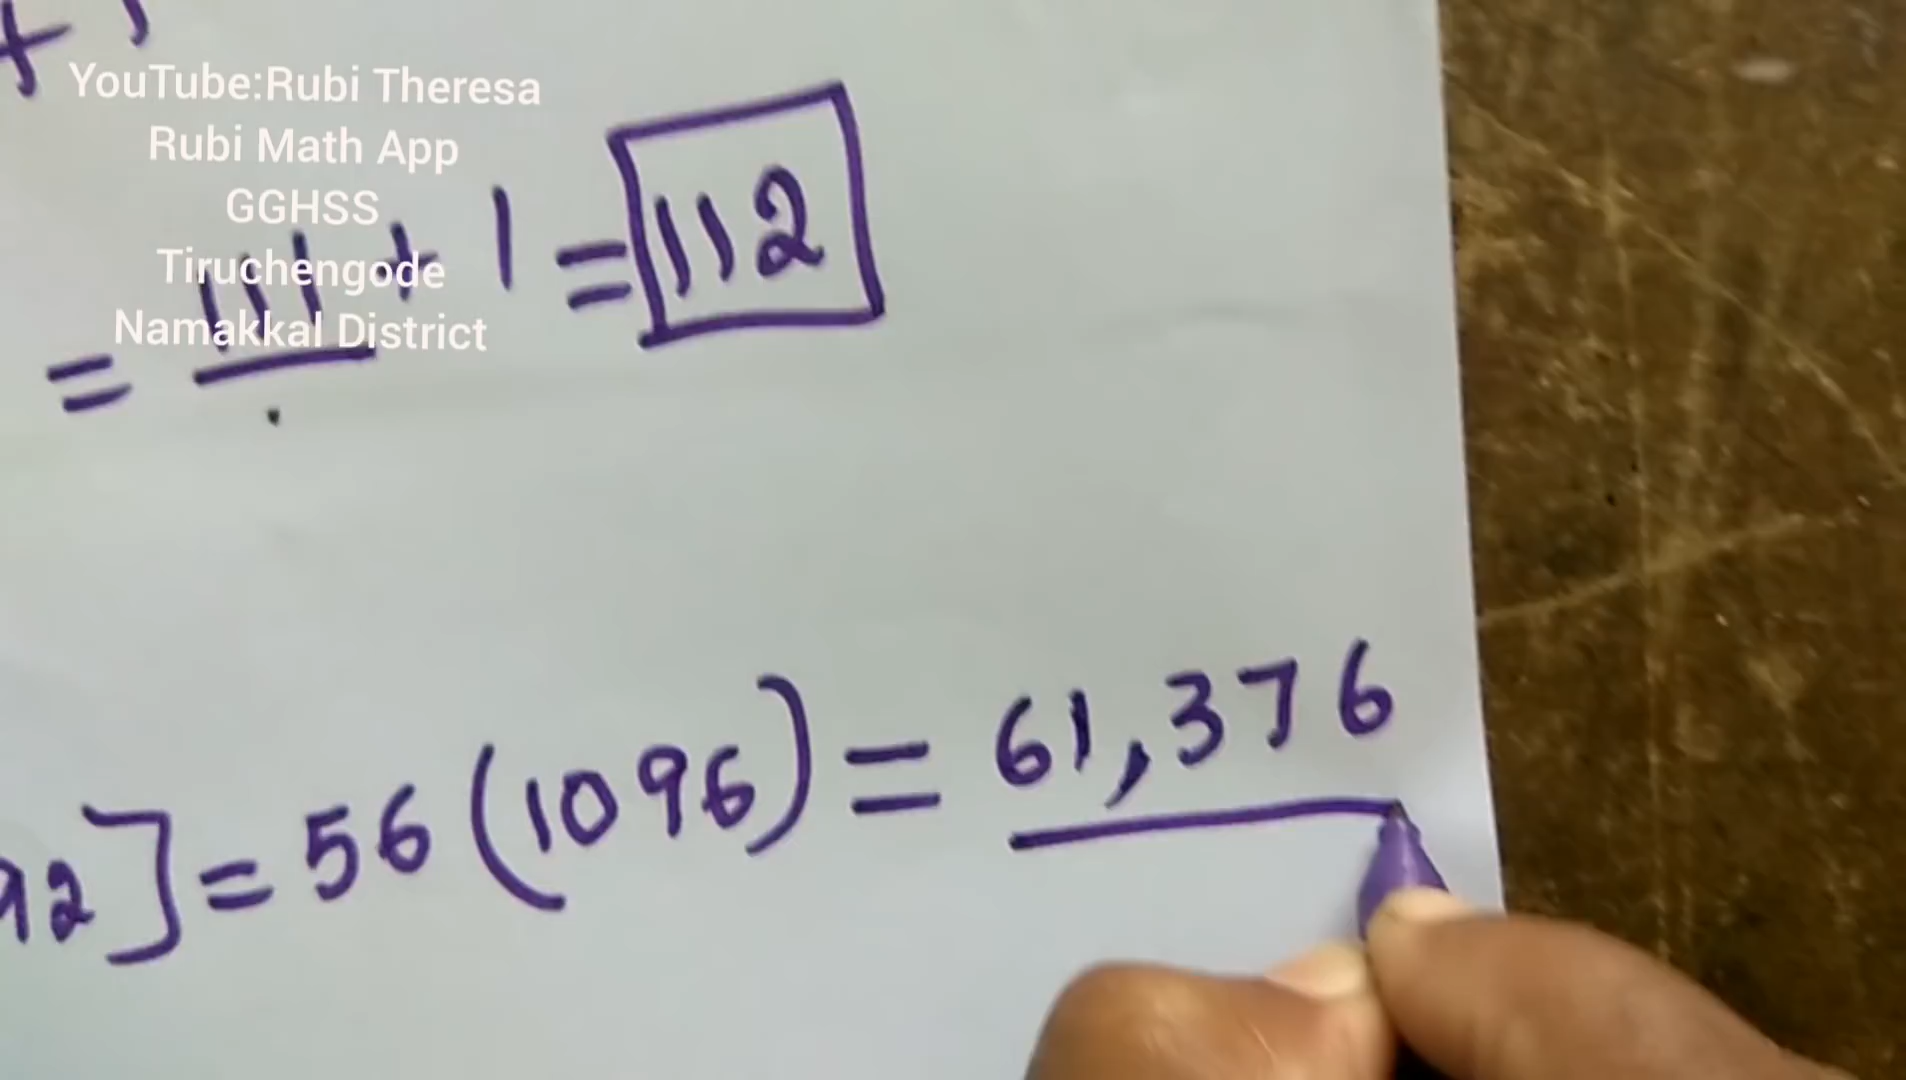 YouTube:Rubi Theresa
Rubi Math App
GGHSS
Tiruchengode
Namakkal District
= 111 + 1 = 112
92] = 56 (1096) = 61,376